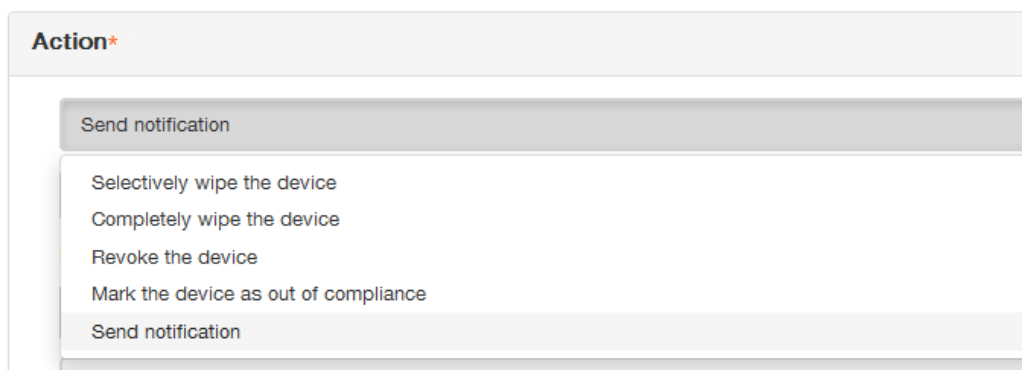 Action*
Send notification
Selectively wipe the device
Completely wipe the device
Revoke the device
Mark the device as out of compliance
Send notification